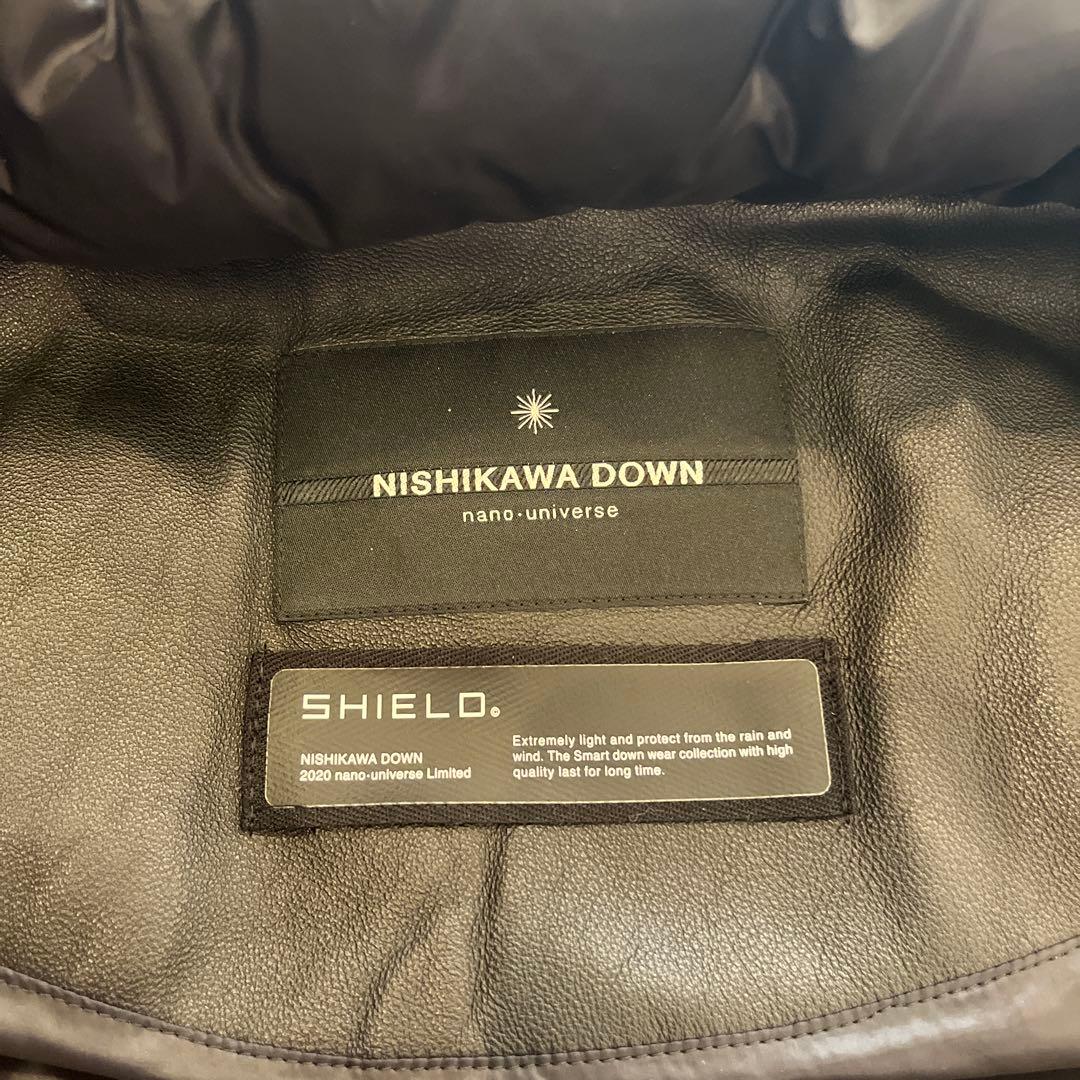 NISHIKAWA DOWN
nano·universe
SHIELD©
NISHIKAWA DOWN
2020 nano·universe Limited
Extremely light and protect from the rain and
wind. The Smart down wear collection with high
quality last for long time.